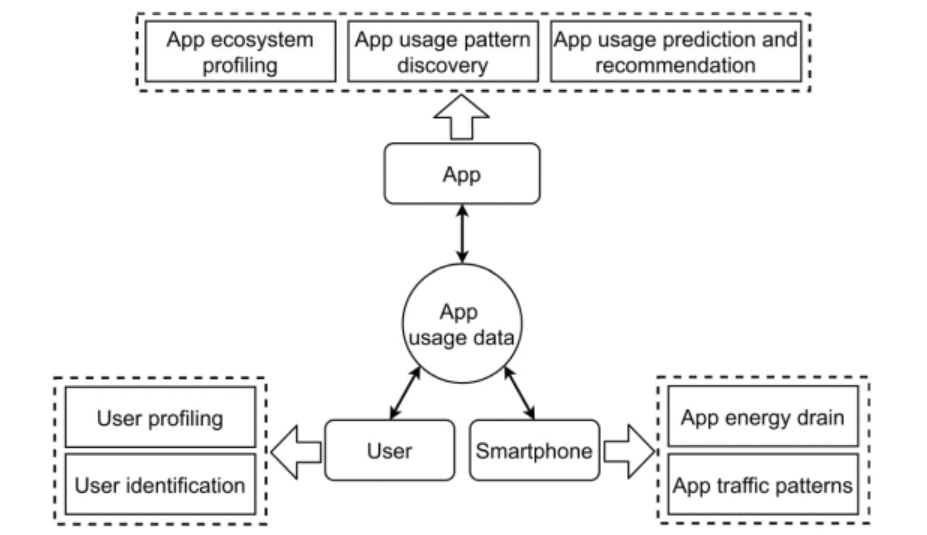 App ecosystem
profiling
App usage pattern
discovery
App usage prediction and
recommendation
App
App
usage data
User profiling
User identification
User
Smartphone
App energy drain
App traffic patterns